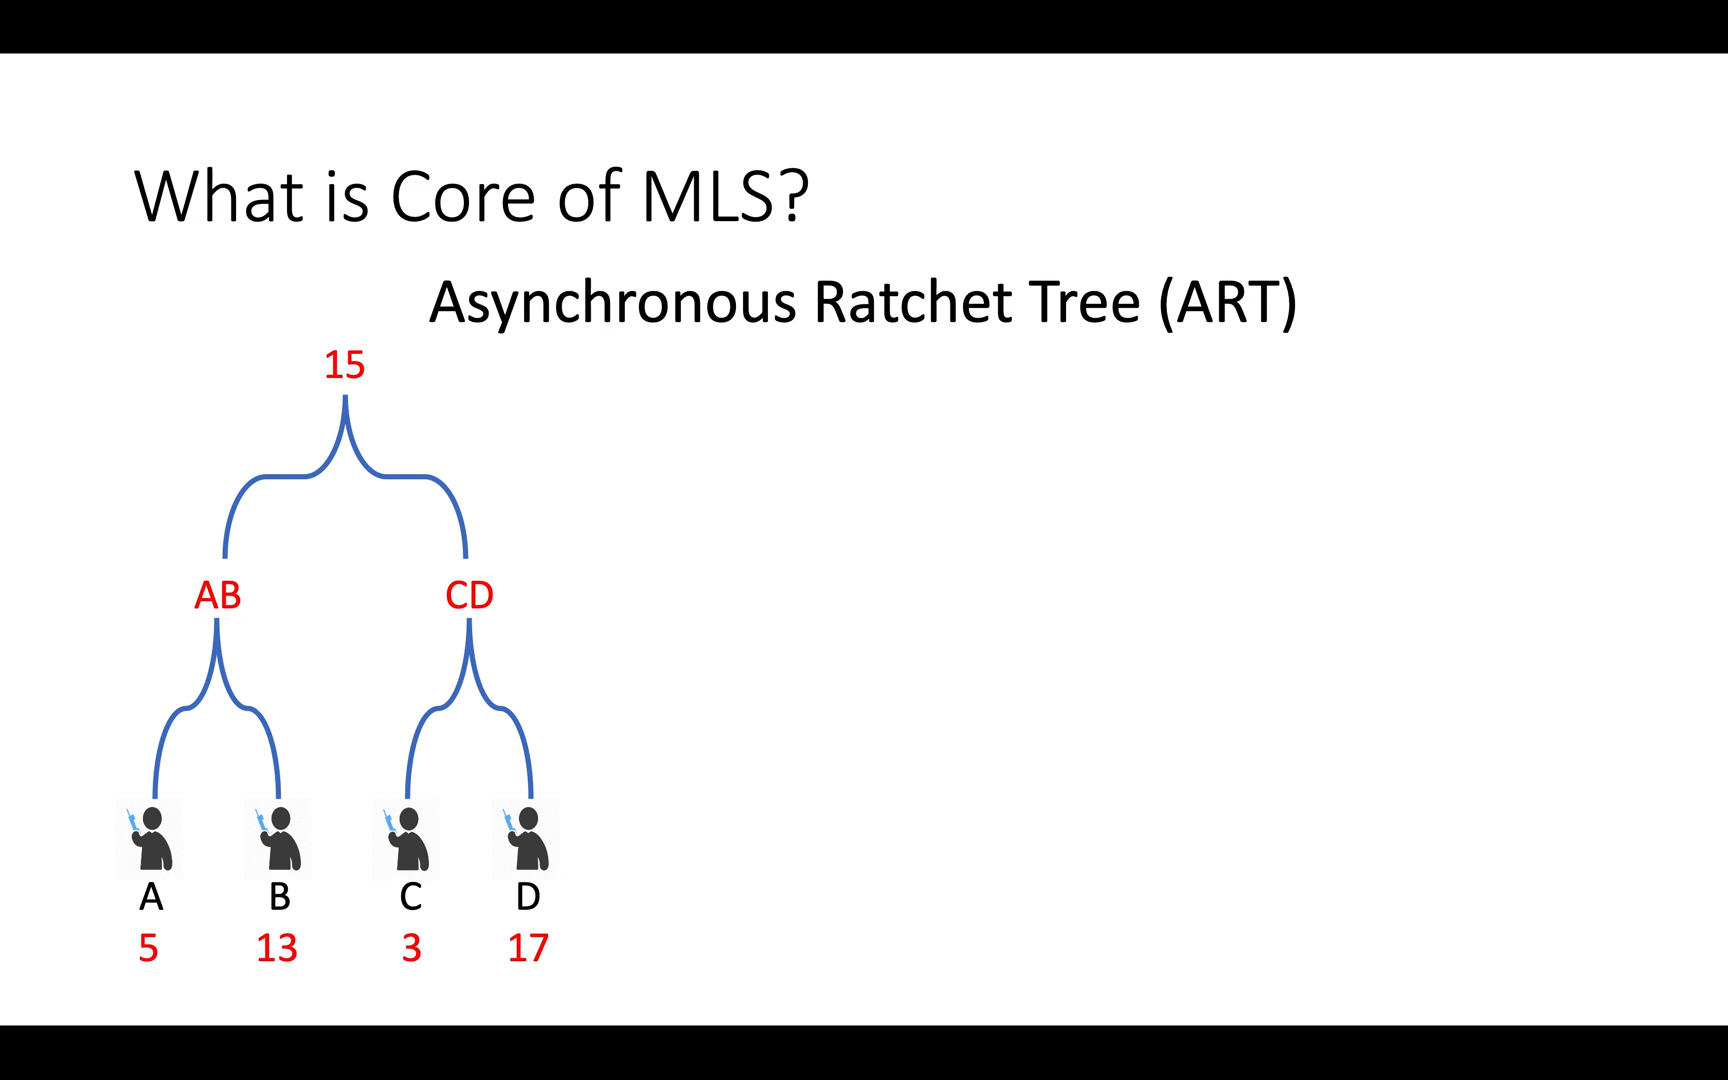 What is Core of MLS?
Asynchronous Ratchet Tree (ART)
15
AB CD
A B C D
5 13 3 17